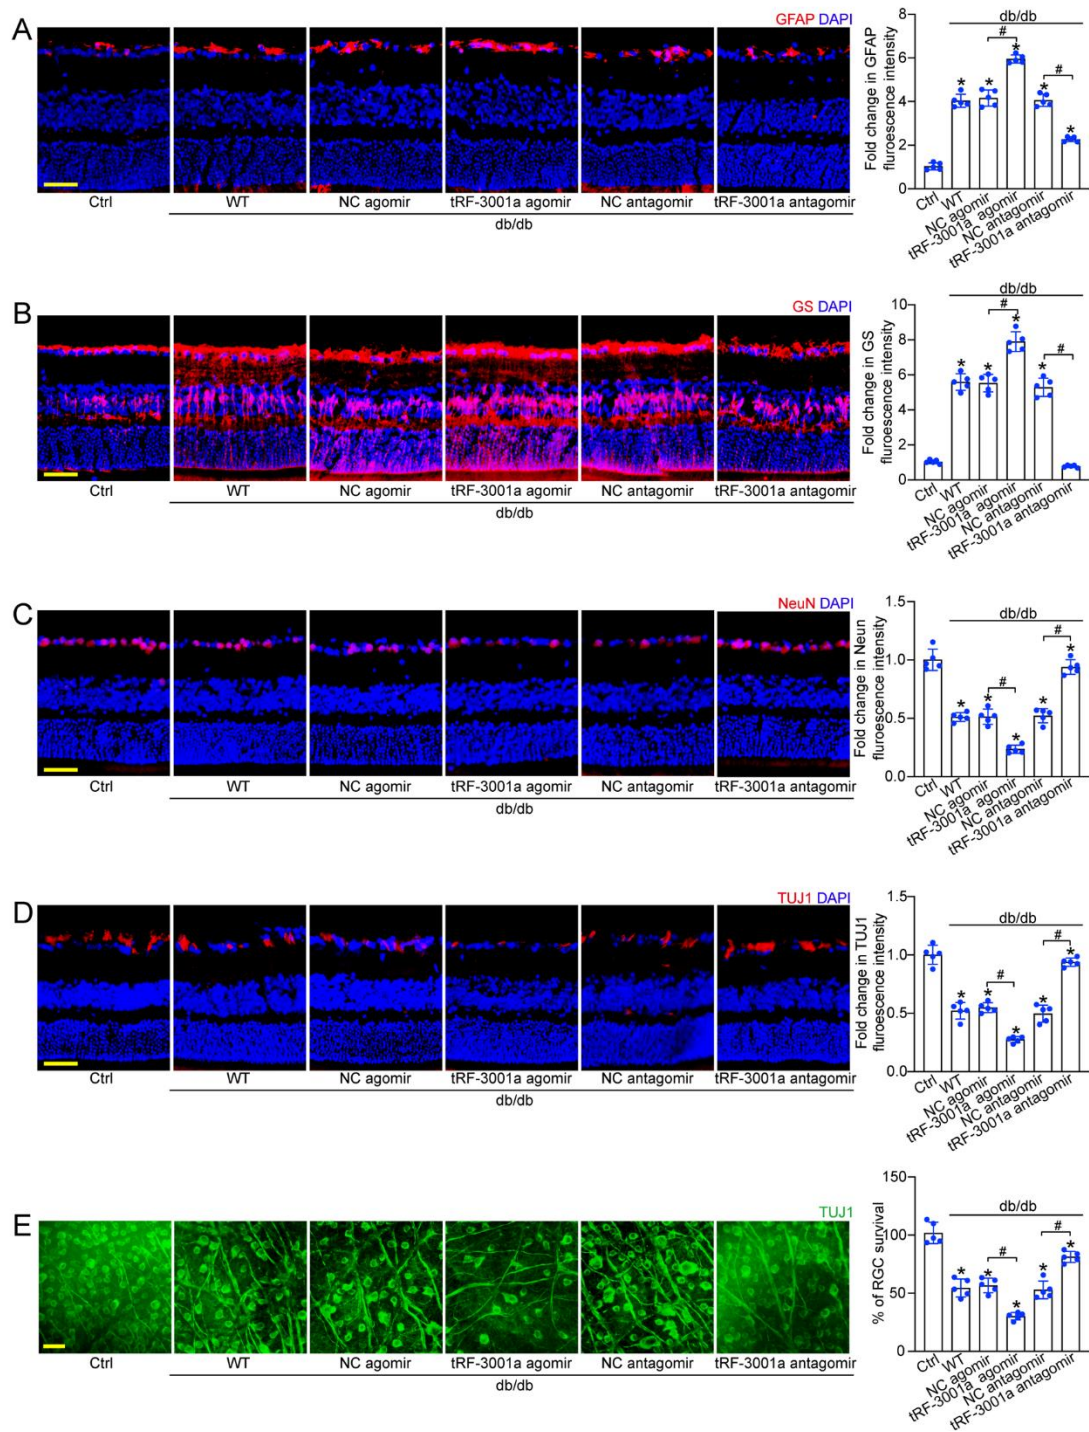 A
GFAP DAPI
Ctrl
WT
NC agomir
tRF-3001a agomir
NC antagomir
tRF-3001a antagomir
db/db
Fold change in GFAP
fluroescence intensity
8
6
4
2
0
db/db
#
#
* * * * *
Ctrl
WT
NC agomir
tRF-3001a agomir
NC antagomir
tRF-3001a antagomir
B
GS DAPI
Ctrl
WT
NC agomir
tRF-3001a agomir
NC antagomir
tRF-3001a antagomir
db/db
Fold change in GS
fluroescence intensity
10
8
6
4
2
0
db/db
#
#
* * * *
Ctrl
WT
NC agomir
tRF-3001a agomir
NC antagomir
tRF-3001a antagomir
C
NeuN DAPI
Ctrl
WT
NC agomir
tRF-3001a agomir
NC antagomir
tRF-3001a antagomir
db/db
Fold change in Neun
fluroescence intensity
1.5
1.0
0.5
0.0
db/db
#
#
* * * * *
Ctrl
WT
NC agomir
tRF-3001a agomir
NC antagomir
tRF-3001a antagomir
D
TUJ1 DAPI
Ctrl
WT
NC agomir
tRF-3001a agomir
NC antagomir
tRF-3001a antagomir
db/db
Fold change in TUJ1
fluroescence intensity
1.5
1.0
0.5
0.0
db/db
#
#
* * * * *
Ctrl
WT
NC agomir
tRF-3001a agomir
NC antagomir
tRF-3001a antagomir
E
TUJ1
Ctrl
WT
NC agomir
tRF-3001a agomir
NC antagomir
tRF-3001a antagomir
db/db
% of RGC survival
150
100
50
0
db/db
#
#
* * * * *
Ctrl
WT
NC agomir
tRF-3001a agomir
NC antagomir
tRF-3001a antagomir